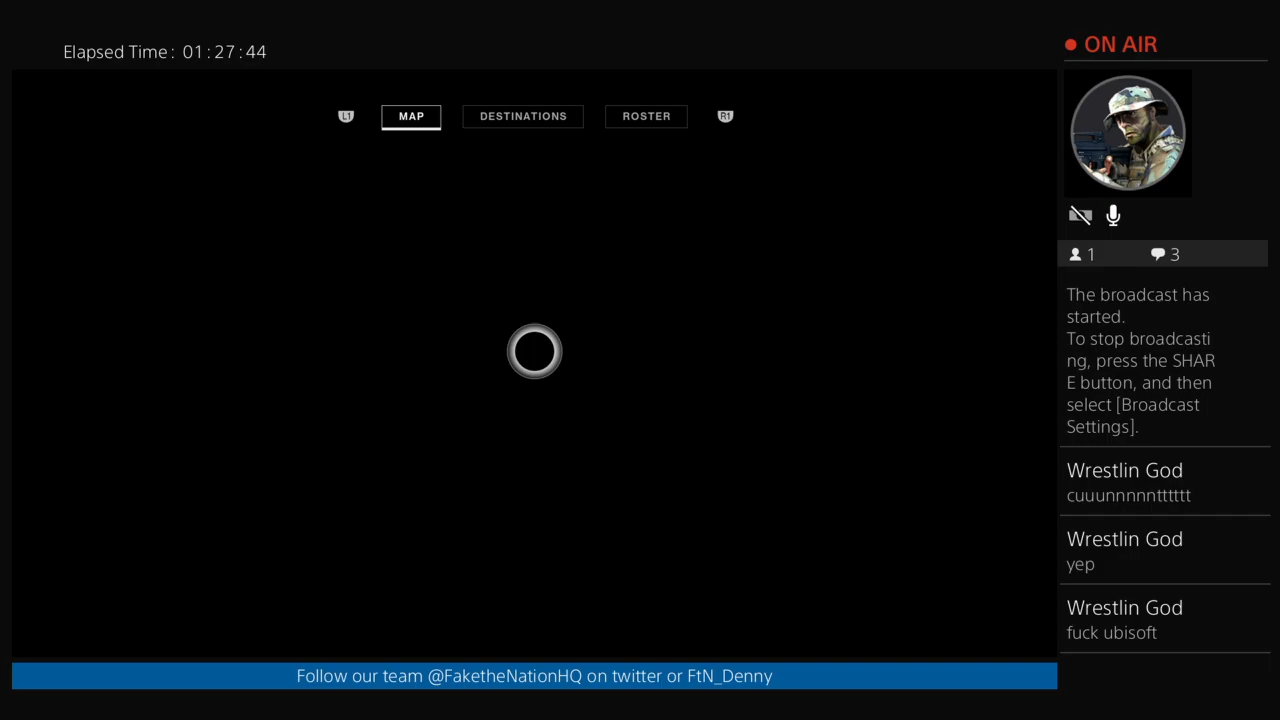 Elapsed Time: 01:27:44
ON AIR
L1 MAP DESTINATIONS ROSTER R1
1 3
The broadcast has
started.
To stop broadcasti
ng, press the SHAR
E button, and then
select [Broadcast
Settings].
Wrestlin God
cuuunnnnntttttt
Wrestlin God
yep
Wrestlin God
fuck ubisoft
Follow our team @FaketheNationHQ on twitter or FtN_Denny